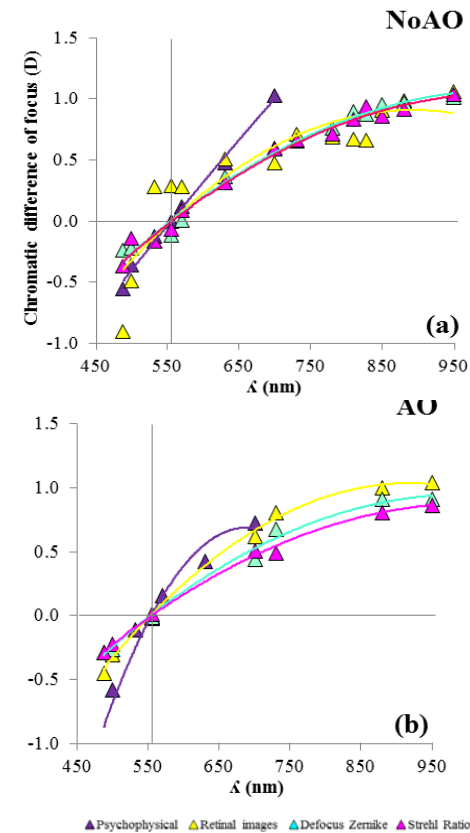 NoAO
1.5
1.0
0.5
0.0
-0.5
-1.0
Chromatic difference of focus (D)
(a)
450 550 650 750 850 950
ʎ (nm)
AO
1.5
1.0
0.5
0.0
-0.5
-1.0
(b)
450 550 650 750 850 950
ʎ (nm)
Psychophysical Retinal images Defocus Zernike Strehl Ratio